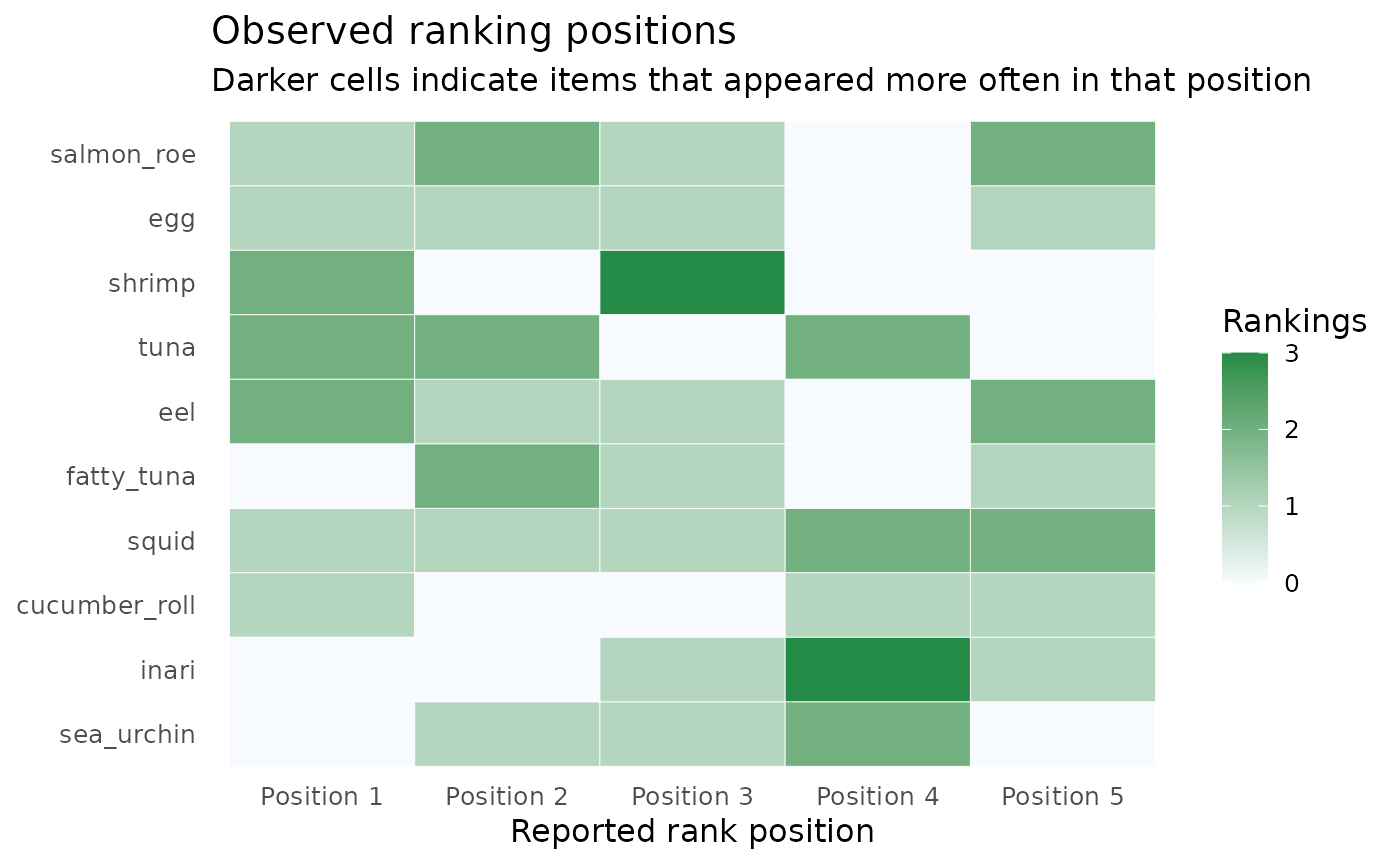 Observed ranking positions
Darker cells indicate items that appeared more often in that position
salmon_roe
egg
shrimp
tuna
eel
fatty_tuna
squid
cucumber_roll
inari
sea_urchin
Position 1 Position 2 Position 3 Position 4 Position 5
Reported rank position
Rankings
3
2
1
0